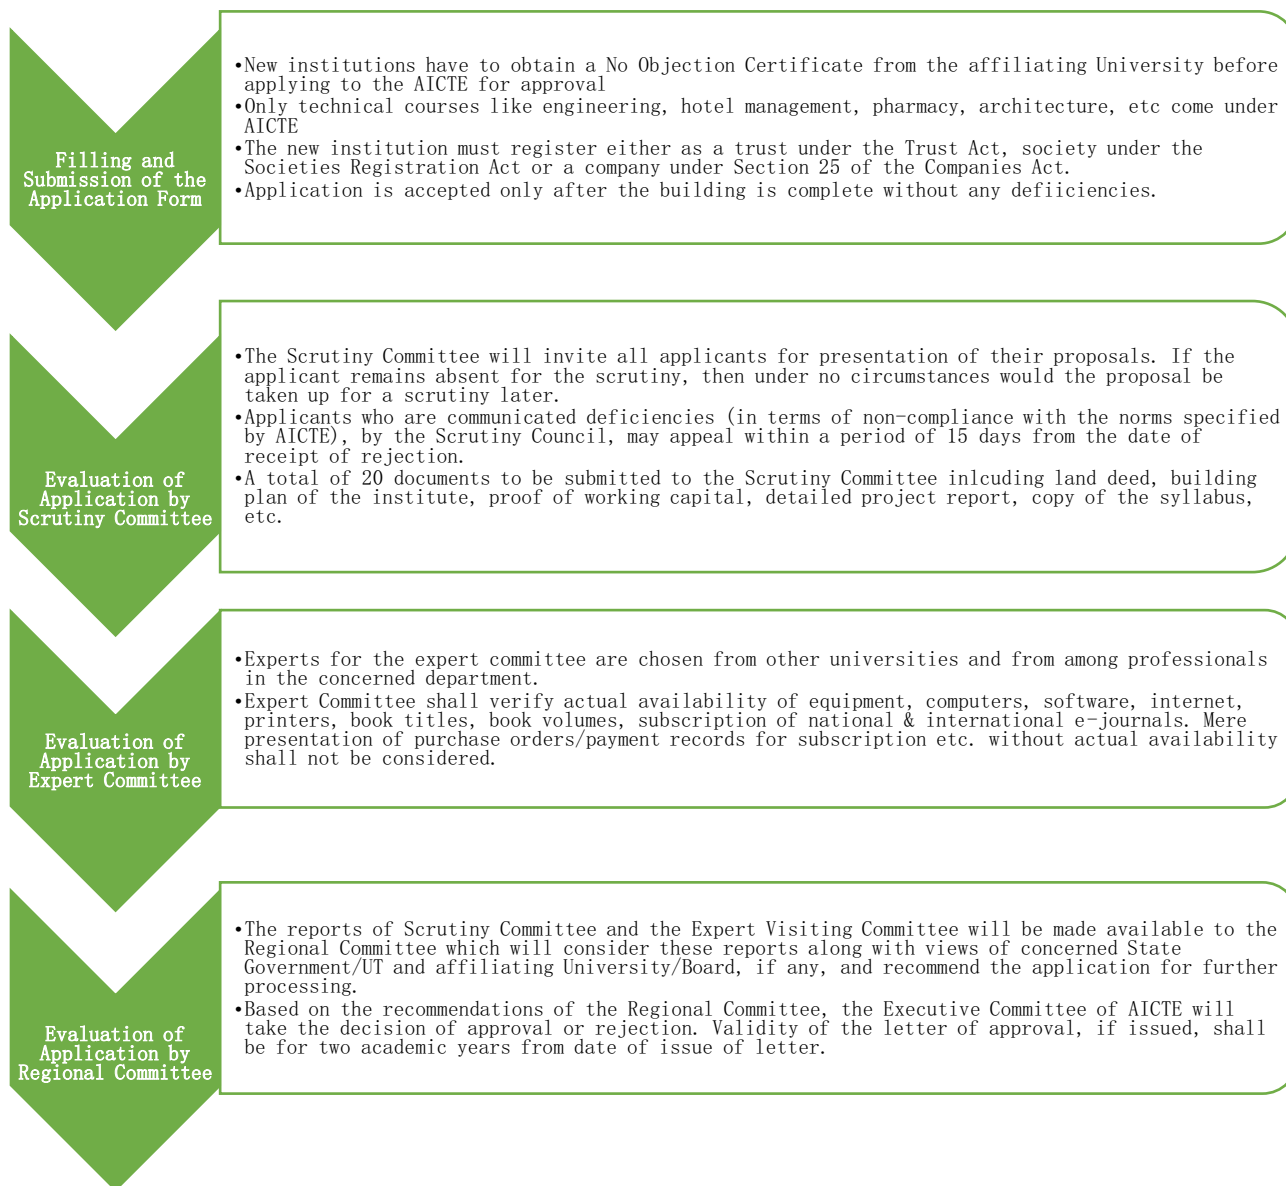 Filling and
Submission of the
Application Form
•New institutions have to obtain a No Objection Certificate from the affiliating University before
applying to the AICTE for approval
•Only technical courses like engineering, hotel management, pharmacy, architecture, etc come under
AICTE
•The new institution must register either as a trust under the Trust Act, society under the
Societies Registration Act or a company under Section 25 of the Companies Act.
•Application is accepted only after the building is complete without any defiiciencies.
Evaluation of
Application by
Scrutiny Committee
•The Scrutiny Committee will invite all applicants for presentation of their proposals. If the
applicant remains absent for the scrutiny, then under no circumstances would the proposal be
taken up for a scrutiny later.
•Applicants who are communicated deficiencies (in terms of non-compliance with the norms specified
by AICTE), by the Scrutiny Council, may appeal within a period of 15 days from the date of
receipt of rejection.
•A total of 20 documents to be submitted to the Scrutiny Committee inlcuding land deed, building
plan of the institute, proof of working capital, detailed project report, copy of the syllabus,
etc.
Evaluation of
Application by
Expert Committee
•Experts for the expert committee are chosen from other universities and from among professionals
in the concerned department.
•Expert Committee shall verify actual availability of equipment, computers, software, internet,
printers, book titles, book volumes, subscription of national & international e-journals. Mere
presentation of purchase orders/payment records for subscription etc. without actual availability
shall not be considered.
Evaluation of
Application by
Regional Committee
•The reports of Scrutiny Committee and the Expert Visiting Committee will be made available to the
Regional Committee which will consider these reports along with views of concerned State
Government/UT and affiliating University/Board, if any, and recommend the application for further
processing.
•Based on the recommendations of the Regional Committee, the Executive Committee of AICTE will
take the decision of approval or rejection. Validity of the letter of approval, if issued, shall
be for two academic years from date of issue of letter.